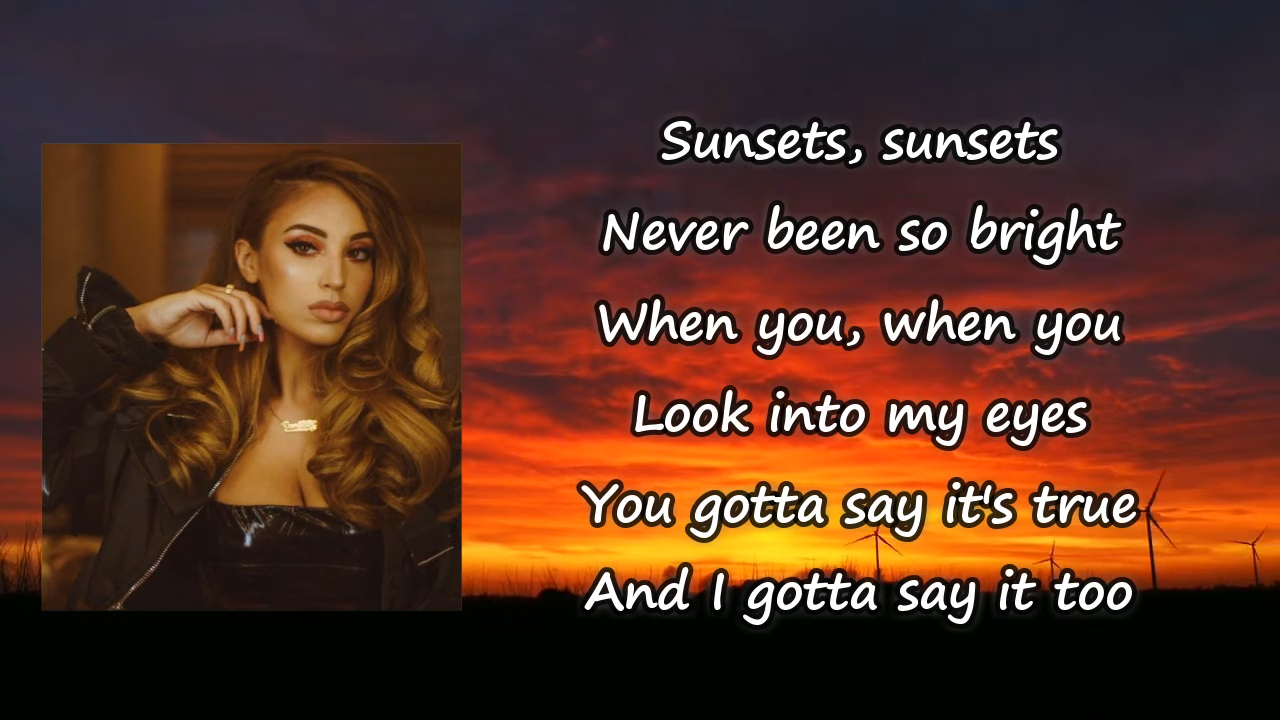 Sunsets, sunsets
Never been so bright
When you, when you
Look into my eyes
You gotta say it's true
And I gotta say it too